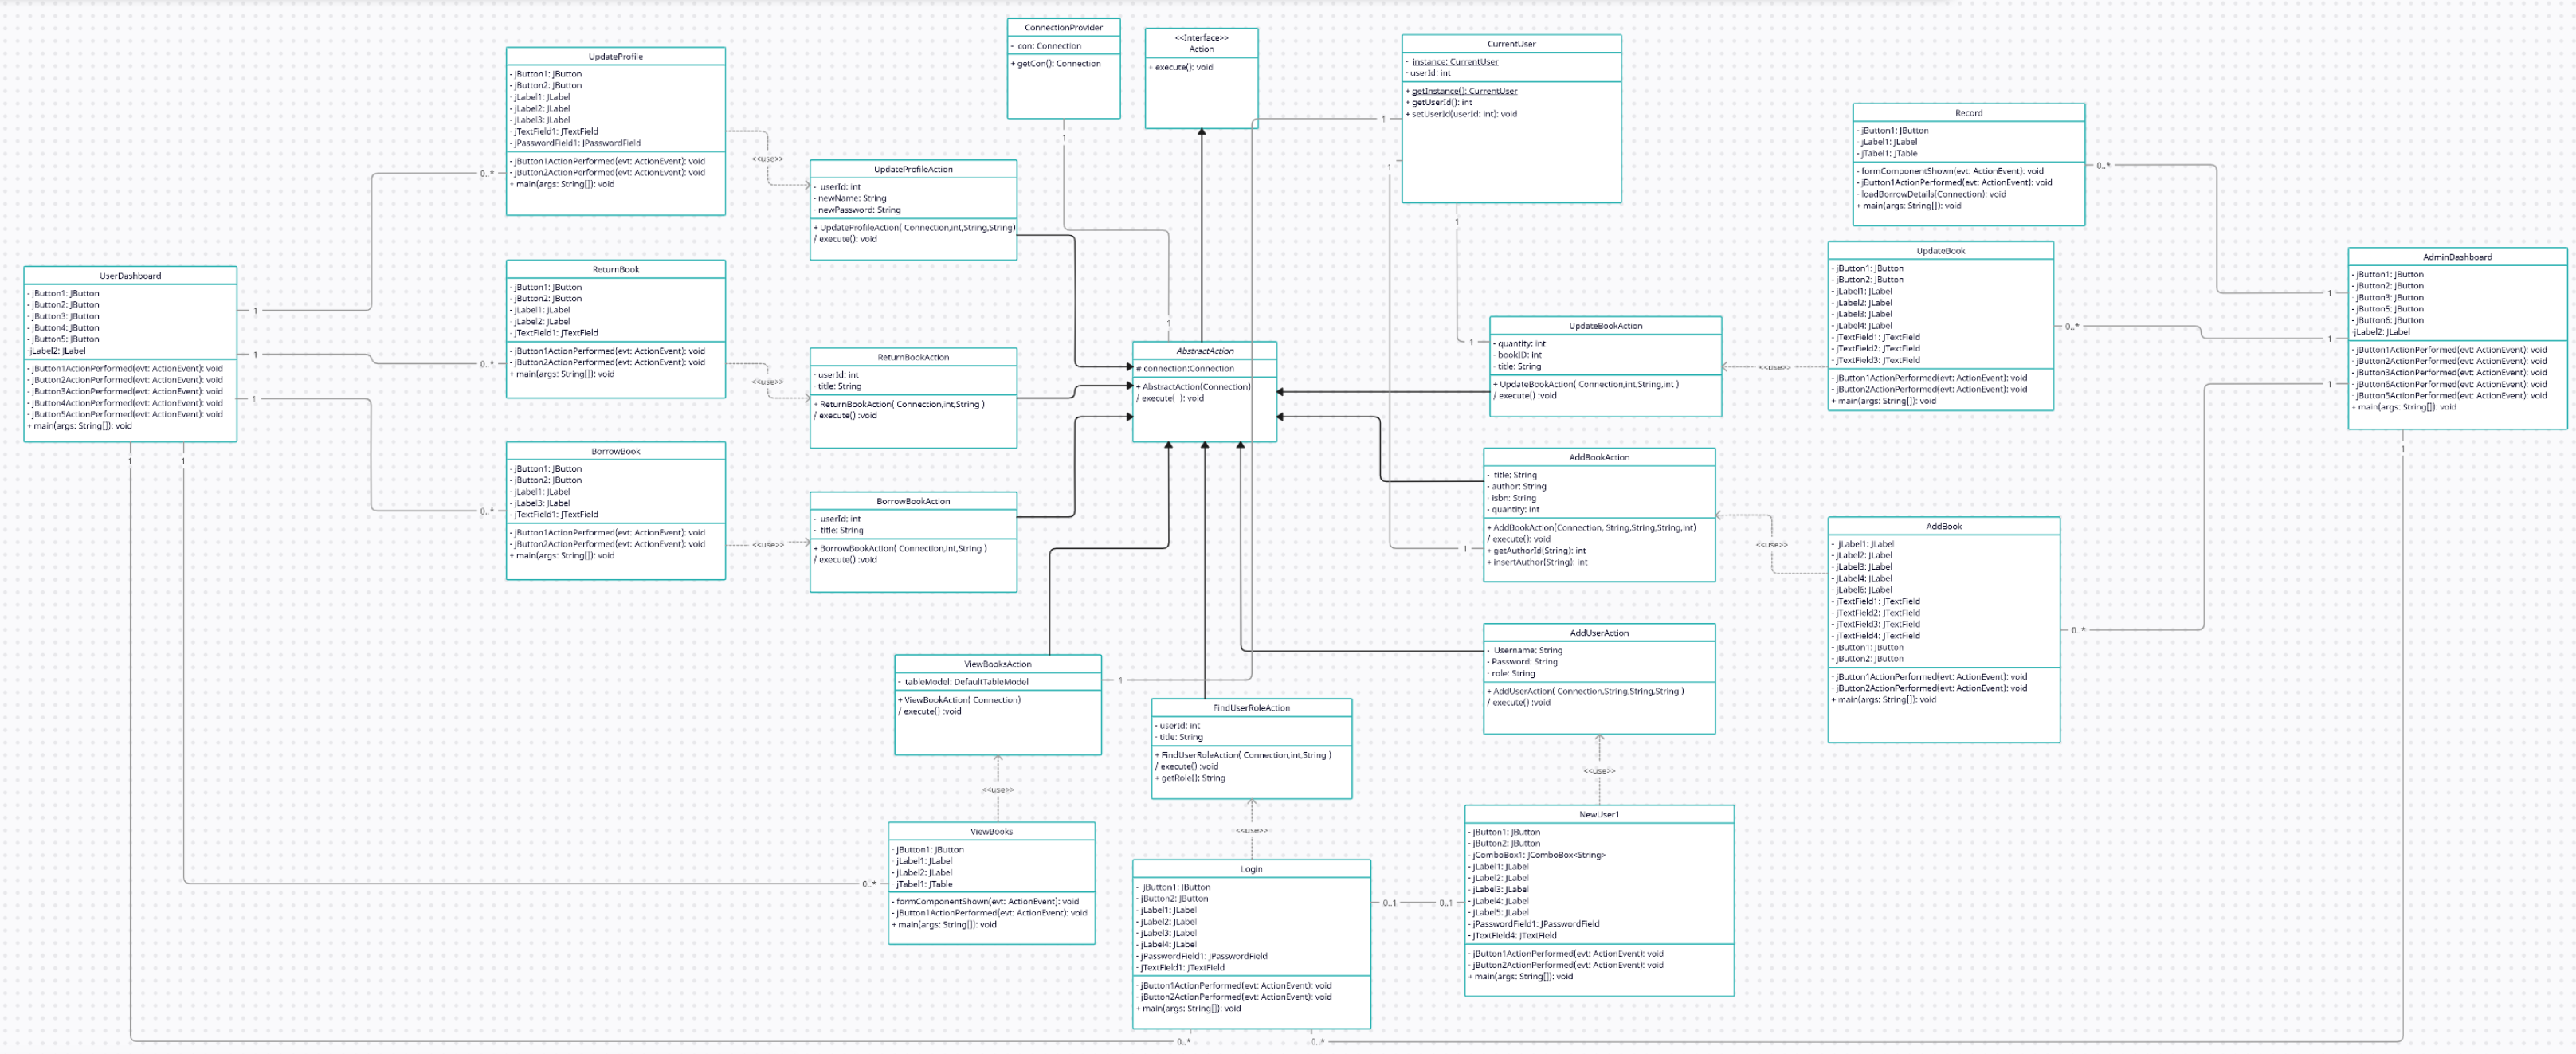 ConnectionProvider
- con: Connection
+ getCon(): Connection
<<Interface>>
Action
+ execute(): void
CurrentUser
- instance: CurrentUser
- userId: int
+ getInstance(): CurrentUser
+ getUserId(): int
+ setUserId(userId: int): void
UpdateProfile
- jButton1: JButton
- jButton2: JButton
- jLabel1: JLabel
- jLabel2: JLabel
- jLabel3: JLabel
- jTextField1: JTextField
- jPasswordField1: JPasswordField
- jButton1ActionPerformed(evt: ActionEvent): void
- jButton2ActionPerformed(evt: ActionEvent): void
+ main(args: String[]): void
<<use>>
UpdateProfileAction
- userId: int
- newName: String
- newPassword: String
+ UpdateProfileAction( Connection,int,String,String)
/ execute(): void
Record
- jButton1: JButton
- jLabel1: JLabel
- jTabel1: JTable
- formComponentShown(evt: ActionEvent): void
- jButton1ActionPerformed(evt: ActionEvent): void
- loadBorrowDetails(Connection): void
+ main(args: String[]): void
UserDashboard
- jButton1: JButton
- jButton2: JButton
- jButton3: JButton
- jButton4: JButton
- jButton5: JButton
-jLabel2: JLabel
- jButton1ActionPerformed(evt: ActionEvent): void
- jButton2ActionPerformed(evt: ActionEvent): void
- jButton3ActionPerformed(evt: ActionEvent): void
- jButton4ActionPerformed(evt: ActionEvent): void
- jButton5ActionPerformed(evt: ActionEvent): void
+ main(args: String[]): void
ReturnBook
- jButton1: JButton
- jButton2: JButton
- jLabel1: JLabel
- jLabel2: JLabel
- jTextField1: JTextField
- jButton1ActionPerformed(evt: ActionEvent): void
- jButton2ActionPerformed(evt: ActionEvent): void
+ main(args: String[]): void
<<use>>
ReturnBookAction
- userId: int
- title: String
+ ReturnBookAction( Connection,int,String )
/ execute() :void
AbstractAction
# connection:Connection
+ AbstractAction(Connection)
/ execute( ): void
UpdateBookAction
- quantity: int
- bookID: int
- title: String
+ UpdateBookAction( Connection,int,String,int )
/ execute() :void
<<use>>
UpdateBook
- jButton1: JButton
- jButton2: JButton
- jLabel1: JLabel
- jLabel2: JLabel
- jLabel3: JLabel
- jLabel4: JLabel
- jTextField1: JTextField
- jTextField2: JTextField
- jTextField3: JTextField
- jButton1ActionPerformed(evt: ActionEvent): void
- jButton2ActionPerformed(evt: ActionEvent): void
+ main(args: String[]): void
AdminDashboard
- jButton1: JButton
- jButton2: JButton
- jButton3: JButton
- jButton5: JButton
- jButton6: JButton
-jLabel2: JLabel
- jButton1ActionPerformed(evt: ActionEvent): void
- jButton2ActionPerformed(evt: ActionEvent): void
- jButton3ActionPerformed(evt: ActionEvent): void
- jButton6ActionPerformed(evt: ActionEvent): void
- jButton5ActionPerformed(evt: ActionEvent): void
+ main(args: String[]): void
BorrowBook
- jButton1: JButton
- jButton2: JButton
- jLabel1: JLabel
- jLabel3: JLabel
- jTextField1: JTextField
- jButton1ActionPerformed(evt: ActionEvent): void
- jButton2ActionPerformed(evt: ActionEvent): void
+ main(args: String[]): void
<<use>>
BorrowBookAction
- userId: int
- title: String
+ BorrowBookAction( Connection,int,String )
/ execute() :void
AddBookAction
- title: String
- author: String
- isbn: String
- quantity: int
+ AddBookAction(Connection, String,String,String,int)
/ execute(): void
+ getAuthorId(String): int
+ insertAuthor(String): int
<<use>>
AddBook
- jLabel1: JLabel
- jLabel2: JLabel
- jLabel3: JLabel
- jLabel4: JLabel
- jLabel6: JLabel
- jTextField1: JTextField
- jTextField2: JTextField
- jTextField3: JTextField
- jTextField4: JTextField
- jButton1: JButton
- jButton2: JButton
- jButton1ActionPerformed(evt: ActionEvent): void
- jButton2ActionPerformed(evt: ActionEvent): void
+ main(args: String[]): void
ViewBooksAction
- tableModel: DefaultTableModel
+ ViewBookAction( Connection)
/ execute() :void
<<use>>
FindUserRoleAction
- userId: int
- title: String
+ FindUserRoleAction( Connection,int,String )
/ execute() :void
+ getRole(): String
<<use>>
AddUserAction
- Username: String
- Password: String
- role: String
+ AddUserAction( Connection,String,String,String )
/ execute() :void
<<use>>
ViewBooks
- jButton1: JButton
- jLabel1: JLabel
- jLabel2: JLabel
- jTabel1: JTable
- formComponentShown(evt: ActionEvent): void
- jButton1ActionPerformed(evt: ActionEvent): void
+ main(args: String[]): void
Login
- jButton1: JButton
- jButton2: JButton
- jLabel1: JLabel
- jLabel2: JLabel
- jLabel3: JLabel
- jLabel4: JLabel
- jPasswordField1: JPasswordField
- jTextField1: JTextField
- jButton1ActionPerformed(evt: ActionEvent): void
- jButton2ActionPerformed(evt: ActionEvent): void
+ main(args: String[]): void
NewUser1
- jButton1: JButton
- jButton2: JButton
- jComboBox1: JComboBox<String>
- jLabel1: JLabel
- jLabel2: JLabel
- jLabel3: JLabel
- jLabel4: JLabel
- jLabel5: JLabel
- jPasswordField1: JPasswordField
- jTextField4: JTextField
- jButton1ActionPerformed(evt: ActionEvent): void
- jButton2ActionPerformed(evt: ActionEvent): void
+ main(args: String[]): void
1
0..*
1
0..*
1
0..*
1
1
0..*
0..*
1
1
1
1
1
1
1
1
0..*
1
0..*
1
0..*
1
1
0..*
0..1
0..1